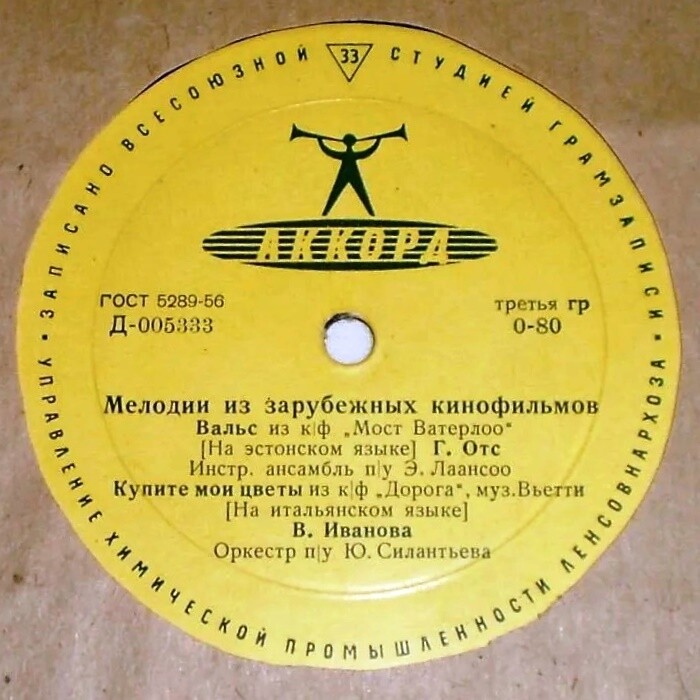 ЗАПИСАНО ВСЕСОЮЗНОЙ 33 СТУДИЕЙ ГРАМЗАПИСИ
АККОРД
ГОСТ 5289-56
Д-005333
третья гр
0-80
Мелодии из зарубежных кинофильмов
Вальс из к|ф „Мост Ватерлоо"
[На эстонском языке] Г. Отс
Инстр. ансамбль п|у Э. Лаансоо
Купите мои цветы из к|ф „Дорога", муз.Вьетти
[На итальянском языке]
В. Иванова
Оркестр п|у Ю. Силантьева
УПРАВЛЕНИЕ ХИМИЧЕСКОЙ ПРОМЫШЛЕННОСТИ ЛЕНСОВНАРХОЗА